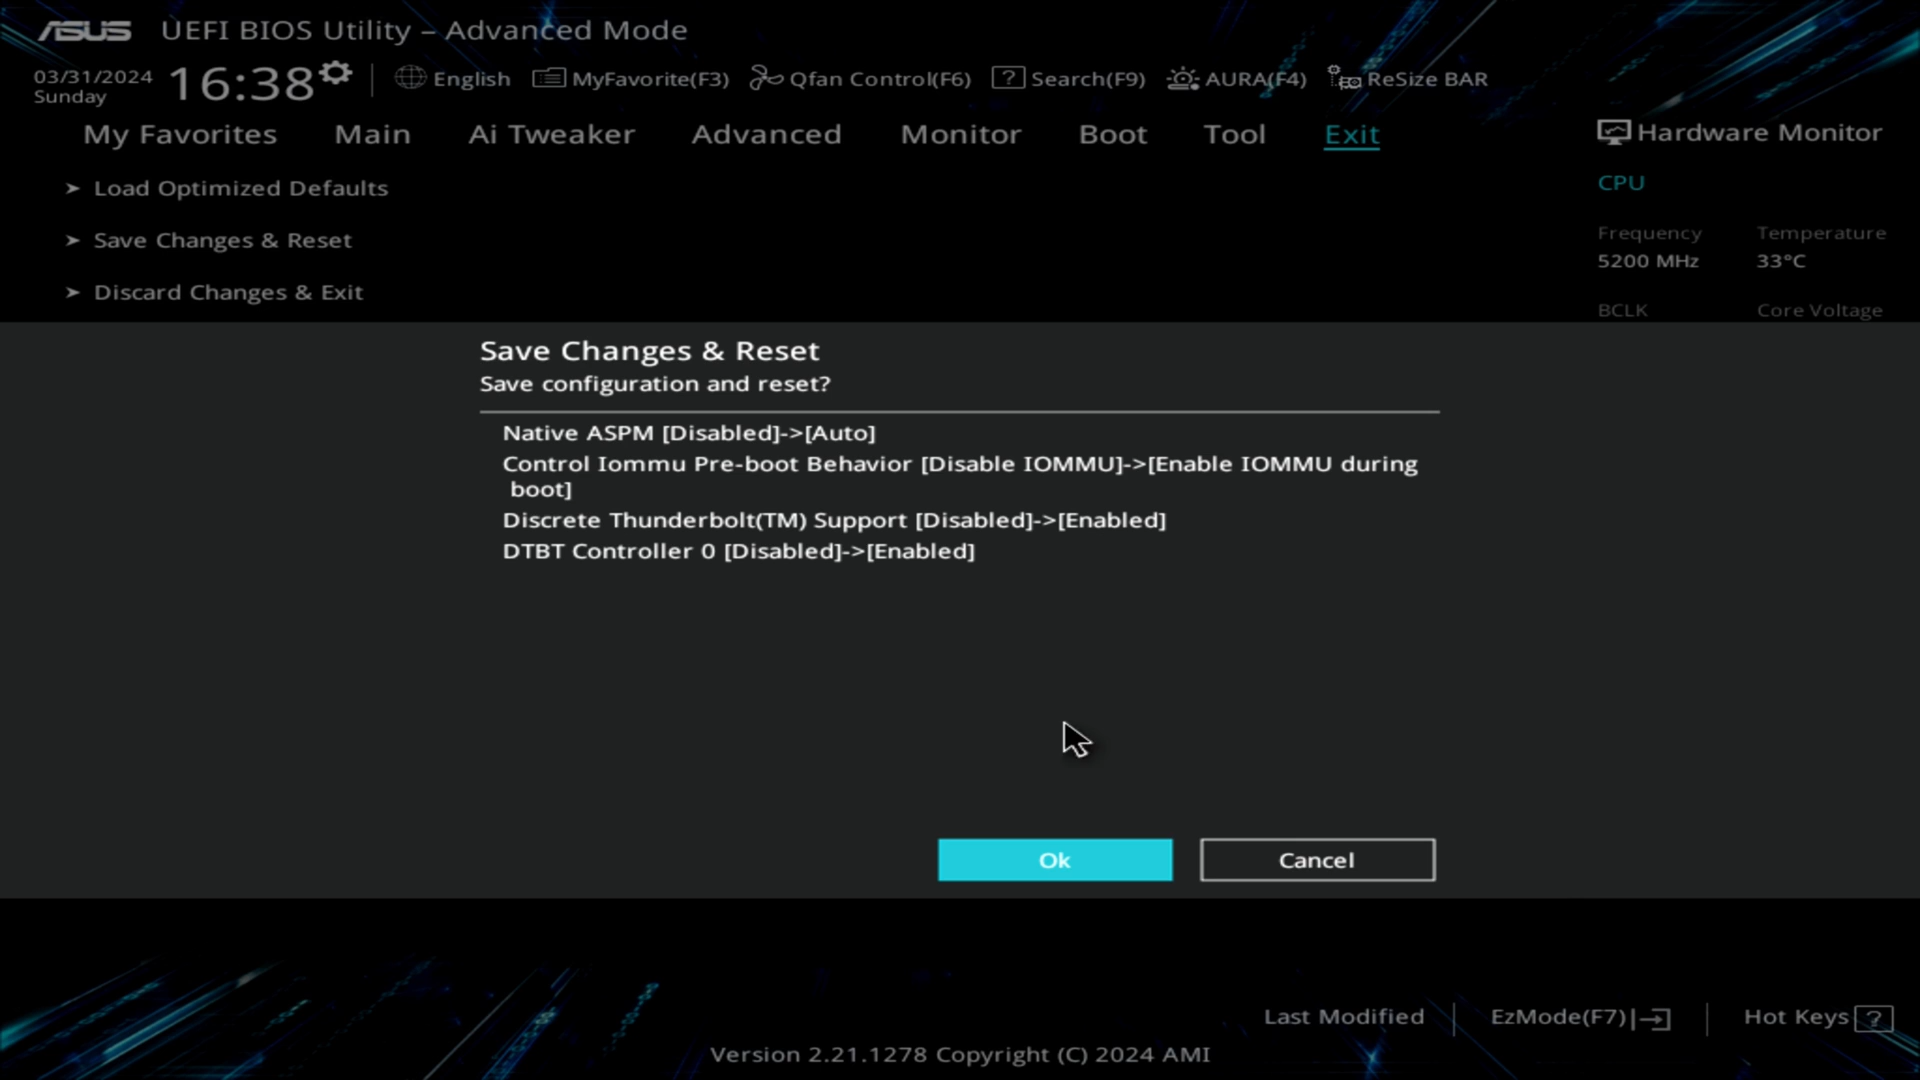 ASUS UEFI BIOS Utility – Advanced Mode
03/31/2024
Sunday
16:38
English MyFavorite(F3) Qfan Control(F6) ? Search(F9) AURA(F4) ReSize BAR
My Favorites Main Ai Tweaker Advanced Monitor Boot Tool Exit
Hardware Monitor
➤ Load Optimized Defaults
➤ Save Changes & Reset
➤ Discard Changes & Exit
CPU
Frequency Temperature
5200 MHz 33°C
BCLK Core Voltage
Save Changes & Reset
Save configuration and reset?
Native ASPM [Disabled]->[Auto]
Control Iommu Pre-boot Behavior [Disable IOMMU]->[Enable IOMMU during
boot]
Discrete Thunderbolt(TM) Support [Disabled]->[Enabled]
DTBT Controller 0 [Disabled]->[Enabled]
Ok Cancel
Last Modified EzMode(F7) Hot Keys ?
Version 2.21.1278 Copyright (C) 2024 AMI